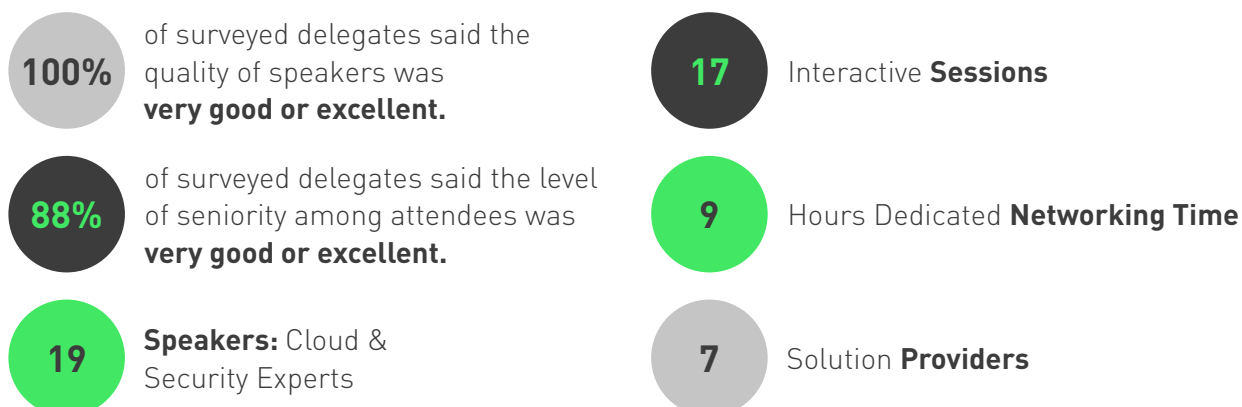 100%
of surveyed delegates said the
quality of speakers was
very good or excellent.
88%
of surveyed delegates said the level
of seniority among attendees was
very good or excellent.
19
Speakers: Cloud &
Security Experts
17
Interactive Sessions
9
Hours Dedicated Networking Time
7
Solution Providers